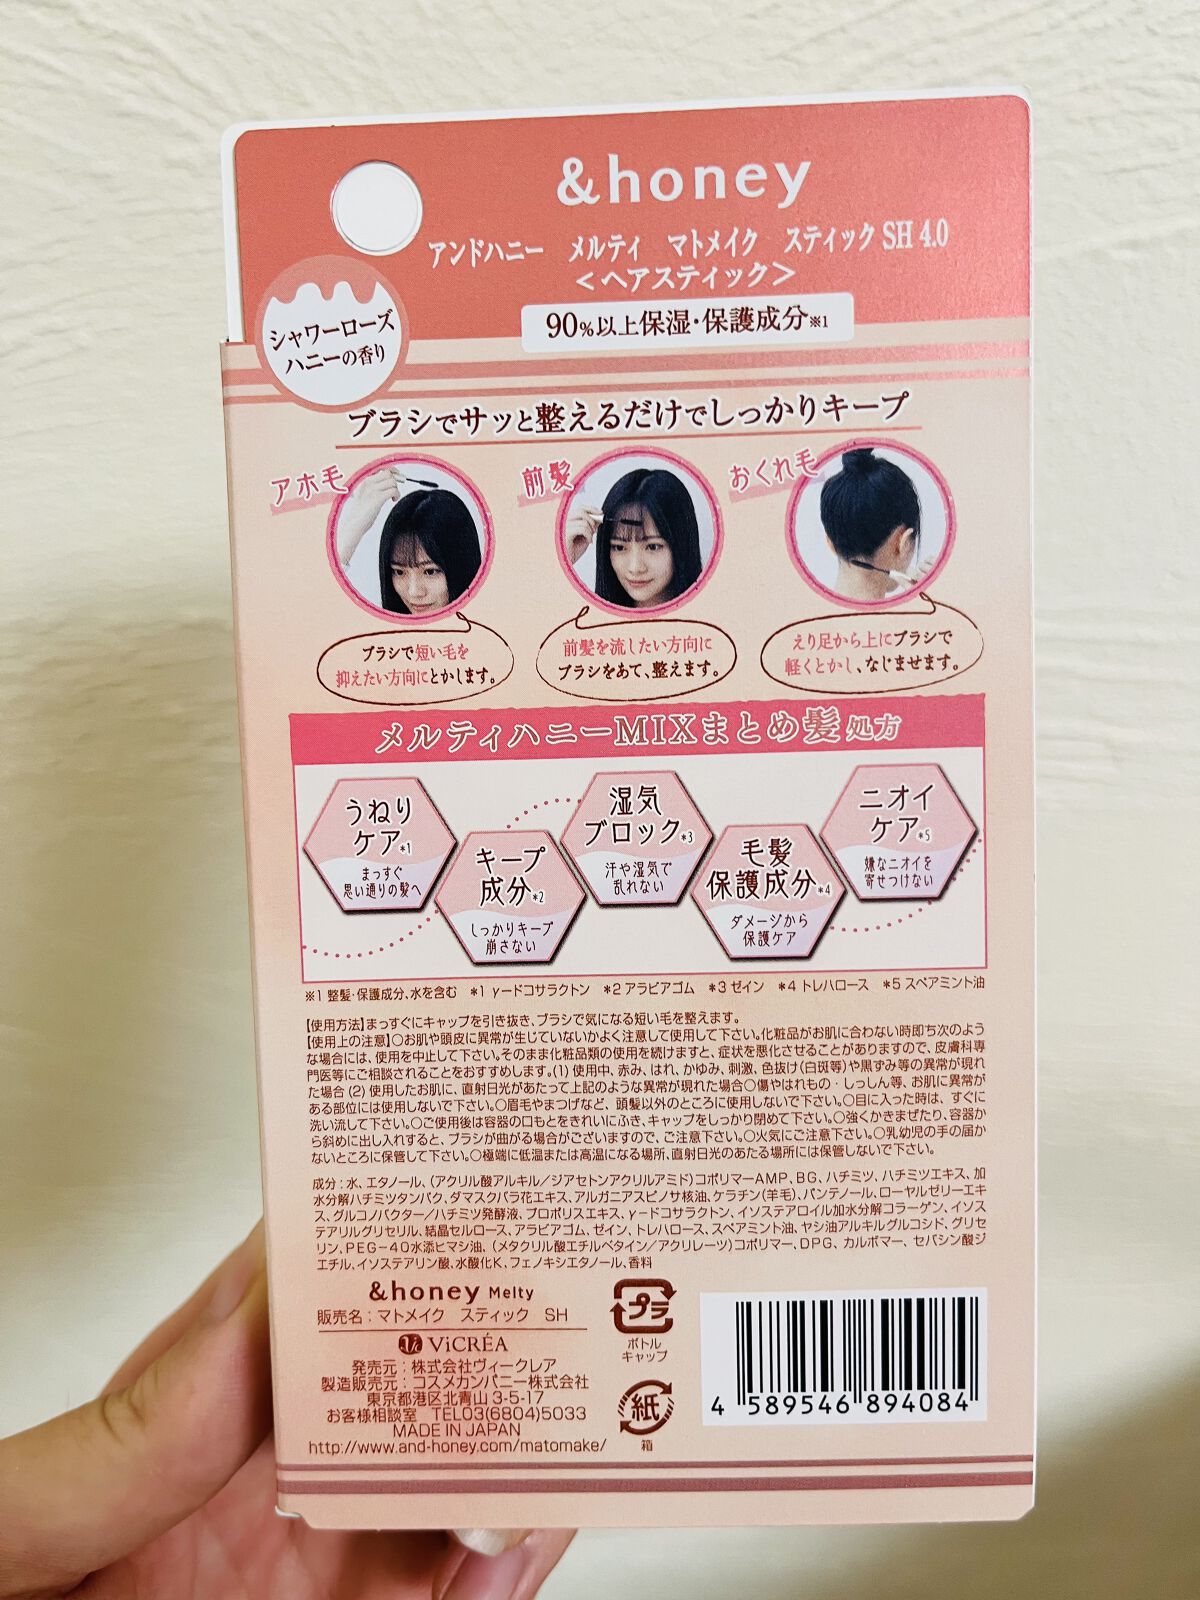 &honey
アンドハニー メルティ マトメイク スティック SH 4.0
＜ヘアスティック＞
90%以上保湿・保護成分※1
シャワーローズ
ハニーの香り
ブラシでサッと整えるだけでしっかりキープ
アホ毛
前髪
おくれ毛
ブラシで短い毛を
抑えたい方向にとかします。
前髪を流したい方向に
ブラシをあて、整えます。
えり足から上にブラシで
軽くとかし、なじませます。
メルティハニーMIXまとめ髪処方
うねり
ケア*1
まっすぐ
思い通りの髪へ
キープ
成分*2
しっかりキープ
崩さない
湿気
ブロック*3
汗や湿気で
乱れない
毛髪
保護成分*4
ダメージから
保護ケア
ニオイ
ケア*5
嫌なニオイを
寄せつけない
※1 整髪・保護成分、水を含む *1 γ-ドコサラクトン *2 アラビアゴム *3 ゼイン *4 トレハロース *5 スペアミント油
【使用方法】まっすぐにキャップを引き抜き、ブラシで気になる短い毛を整えます。
【使用上の注意】○お肌や頭皮に異常が生じていないかよく注意して使用して下さい。化粧品がお肌に合わない時即ち次のよう
な場合には、使用を中止して下さい。そのまま化粧品類の使用を続けますと、症状を悪化させることがありますので、皮膚科専
門医等にご相談されることをおすすめします。(1) 使用中、赤み、はれ、かゆみ、刺激、色抜け(白斑等)や黒ずみ等の異常が現れ
た場合 (2) 使用したお肌に、直射日光があたって上記のような異常が現れた場合○傷やはれもの・しっしん等、お肌に異常が
ある部位には使用しないで下さい。○眉毛やまつげなど、頭髪以外のところに使用しないで下さい。○目に入った時は、すぐに
洗い流して下さい。○ご使用後は容器の口もとをきれいにふき、キャップをしっかり閉めて下さい。○強くかきまぜたり、容器か
ら斜めに出し入れすると、ブラシが曲がる場合がございますので、ご注意下さい。○火気にご注意下さい。○乳幼児の手の届か
ないところに保管して下さい。○極端に低温または高温になる場所、直射日光のあたる場所には保管しないで下さい。
成分：水、エタノール、(アクリル酸アルキル／ジアセトンアクリルアミド)コポリマーAMP、BG、ハチミツ、ハチミツエキス、加
水分解ハチミツタンパク、ダマスクバラ花エキス、アルガニアスピノサ核油、ケラチン(羊毛)、パンテノール、ローヤルゼリーエキ
ス、グルコノバクター／ハチミツ発酵液、プロポリスエキス、γ-ドコサラクトン、イソステアロイル加水分解コラーゲン、イソス
テアリルグリセリル、結晶セルロース、アラビアゴム、ゼイン、トレハロース、スペアミント油、ヤシ油アルキルグルコシド、グリセ
リン、PEG-40水添ヒマシ油、(メタクリル酸エチルベタイン／アクリレーツ)コポリマー、DPG、カルボマー、セバシン酸ジ
エチル、イソステアリン酸、水酸化K、フェノキシエタノール、香料
&honey Melty
販売名：マトメイク スティック SH
ViCRÉA
発売元：株式会社ヴィークレア
製造販売元：コスメカンパニー株式会社
東京都港区北青山 3-5-17
お客様相談室 TEL03(6804)5033
MADE IN JAPAN
http://www.and-honey.com/matomake/
プラ
ボトル
キャップ
紙
箱
4 589546 894084